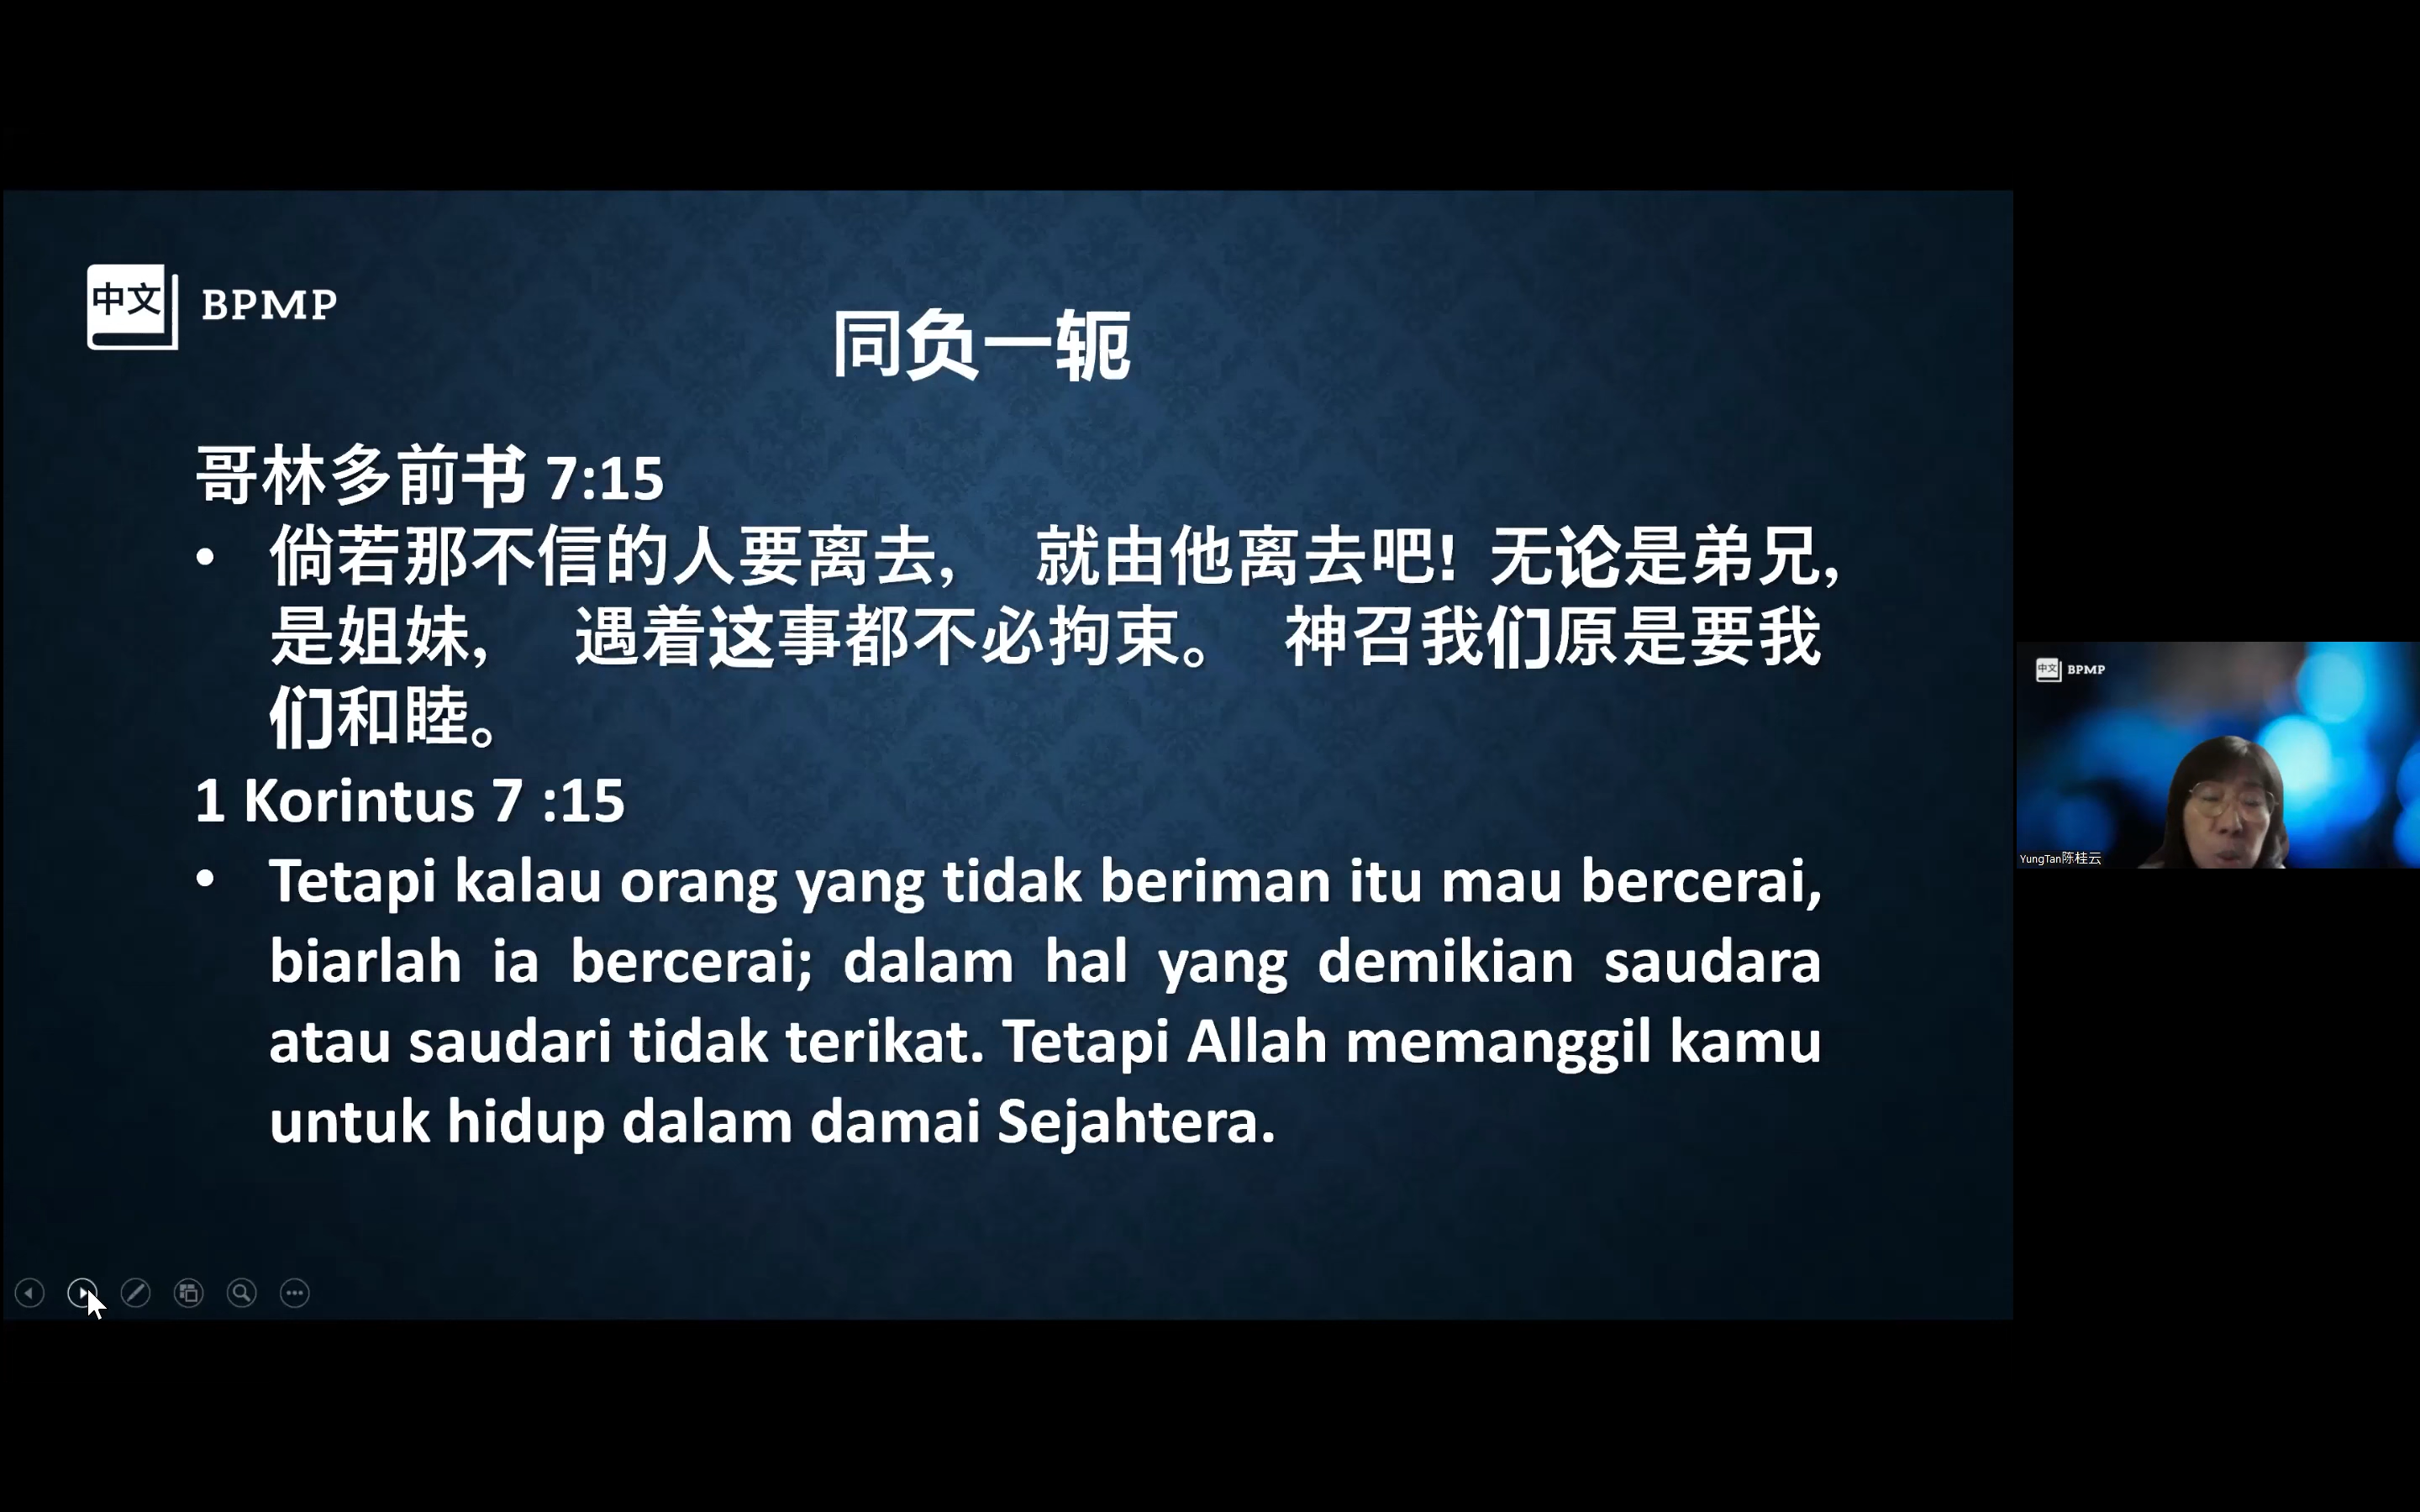 中文 BPMP
同负一轭
哥林多前书 7:15
• 倘若那不信的人要离去, 就由他离去吧! 无论是弟兄,
是姐妹, 遇着这事都不必拘束。 神召我们原是要我
们和睦。
1 Korintus 7 :15
• Tetapi kalau orang yang tidak beriman itu mau bercerai,
biarlah ia bercerai; dalam hal yang demikian saudara
atau saudari tidak terikat. Tetapi Allah memanggil kamu
untuk hidup dalam damai Sejahtera.
中文 BPMP
YungTan陈桂云